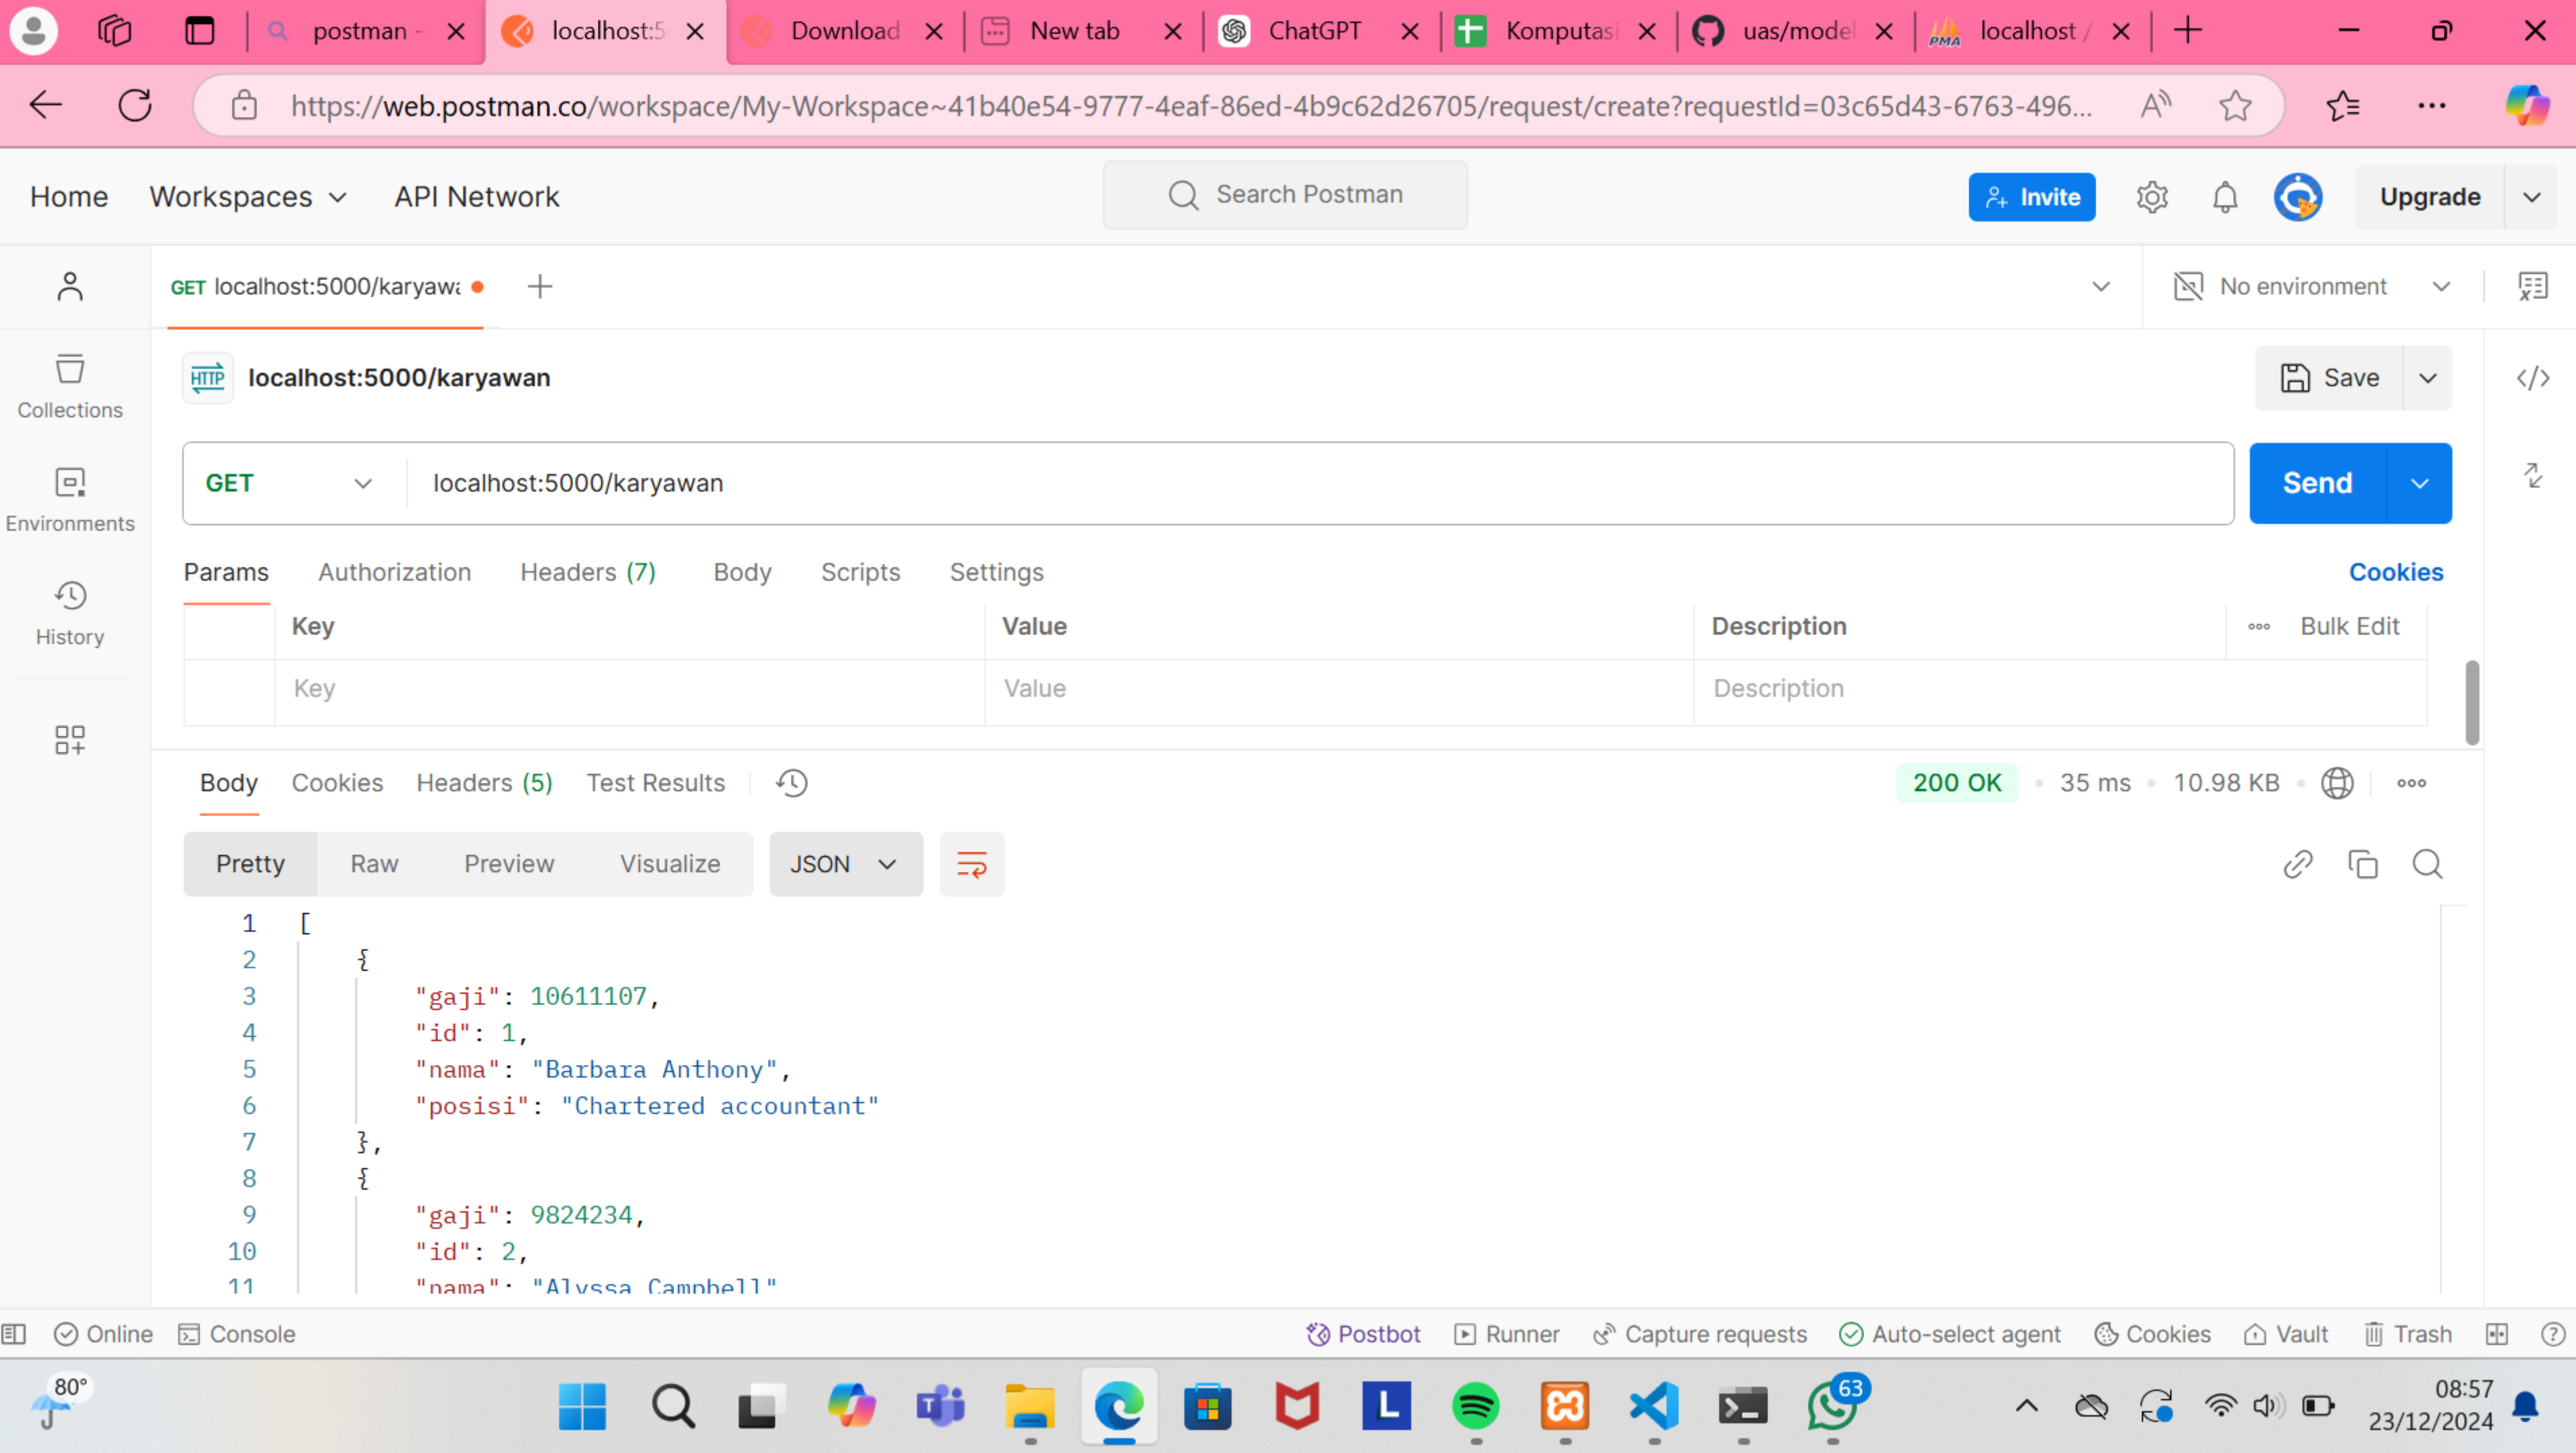 postman -
localhost:5
Download
New tab
ChatGPT
Komputasi
uas/model
PMA
localhost /
https://web.postman.co/workspace/My-Workspace~41b40e54-9777-4eaf-86ed-4b9c62d26705/request/create?requestId=03c65d43-6763-496...
Home
Workspaces
API Network
Search Postman
Invite
Upgrade
GET localhost:5000/karyawa
No environment
HTTP localhost:5000/karyawan
Save
Collections
GET
localhost:5000/karyawan
Send
Environments
Params
Authorization
Headers (7)
Body
Scripts
Settings
Cookies
History
Key
Value
Description
Bulk Edit
Key
Value
Description
Body
Cookies
Headers (5)
Test Results
200 OK
35 ms
10.98 KB
Pretty
Raw
Preview
Visualize
JSON
1 [
2 {
3 "gaji": 10611107,
4 "id": 1,
5 "nama": "Barbara Anthony",
6 "posisi": "Chartered accountant"
7 },
8 {
9 "gaji": 9824234,
10 "id": 2,
11 "nama": "Alyssa Campbell"
Online
Console
Postbot
Runner
Capture requests
Auto-select agent
Cookies
Vault
Trash
80°
L
63
08:57
23/12/2024